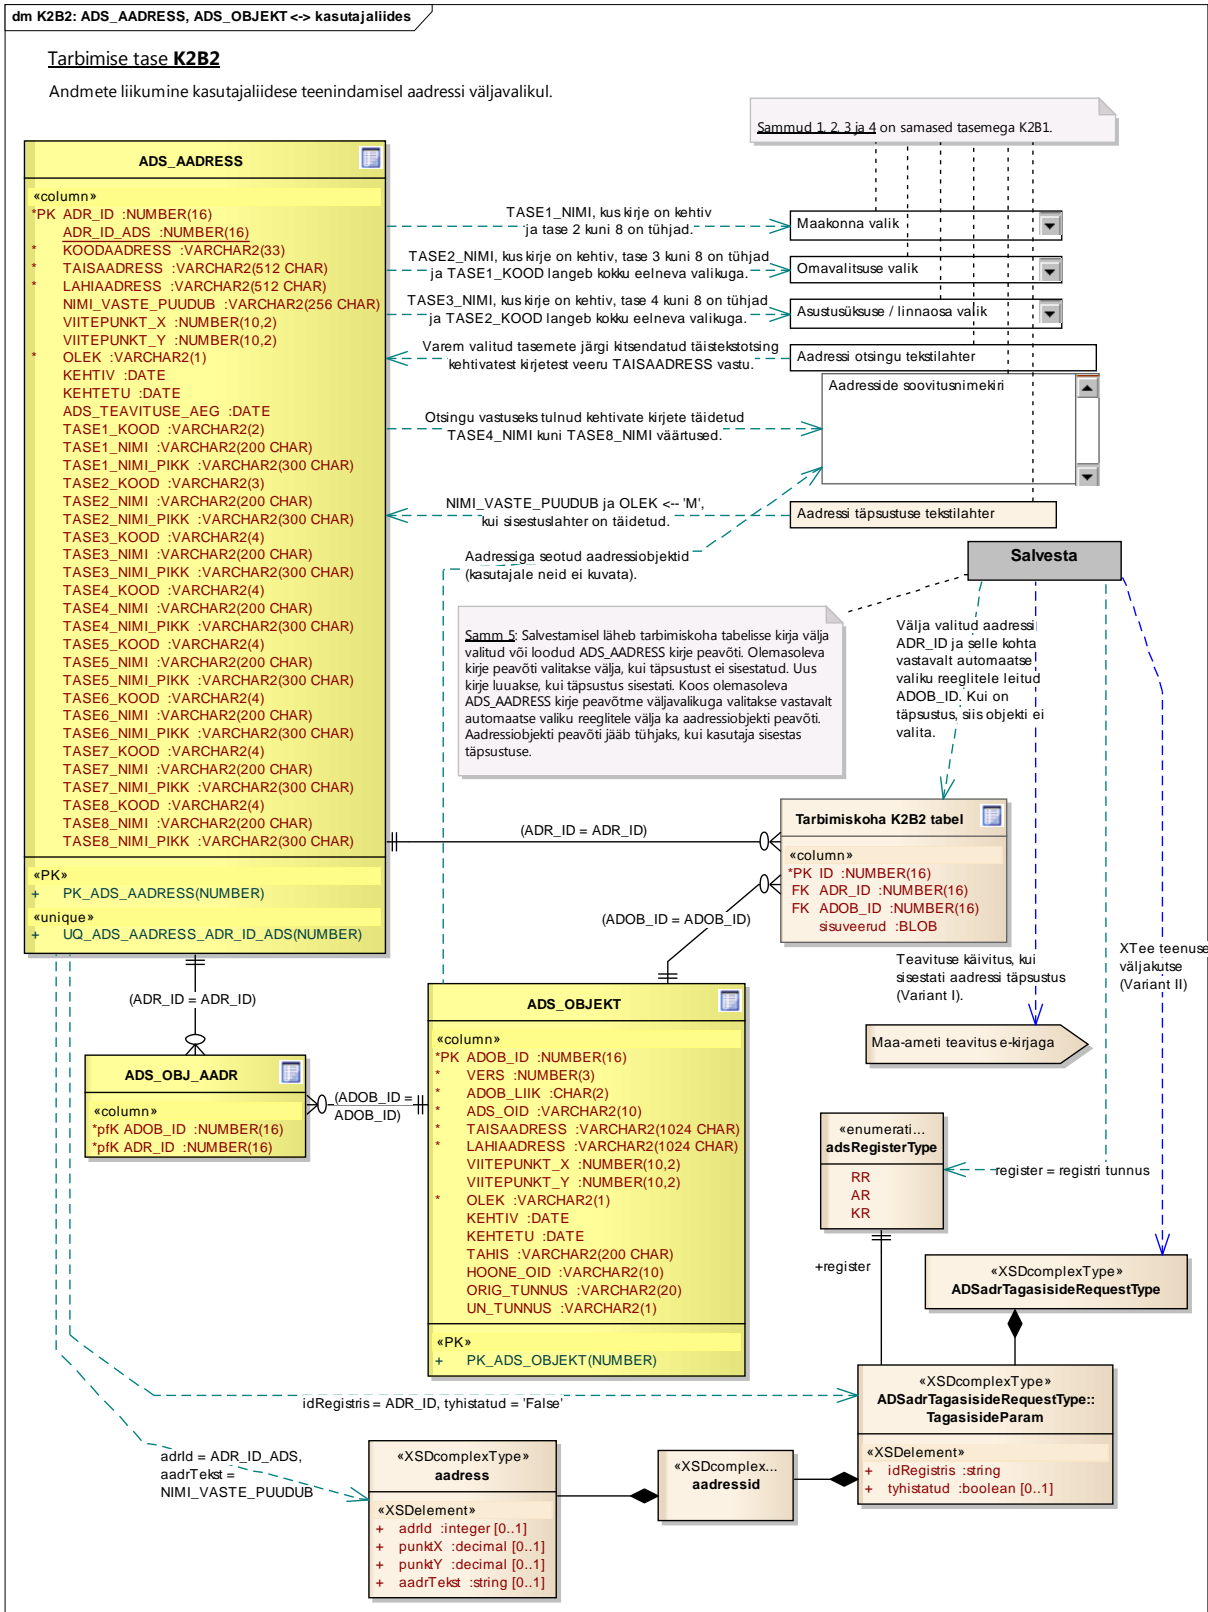 dm K2B2: ADS_AADRESS, ADS_OBJEKT <-> kasutajaliides
Tarbimise tase K2B2
Andmete liikumine kasutajaliidese teenindamisel aadressi väljavalikul.
Sammud 1, 2, 3 ja 4 on samased tasemega K2B1.
ADS_AADRESS
«column»
*PK ADR_ID :NUMBER(16)
ADR_ID_ADS :NUMBER(16)
* KOODAADRESS :VARCHAR2(33)
* TAISAADRESS :VARCHAR2(512 CHAR)
* LAHIAADRESS :VARCHAR2(512 CHAR)
NIMI_VASTE_PUUDUB :VARCHAR2(256 CHAR)
VIITEPUNKT_X :NUMBER(10,2)
VIITEPUNKT_Y :NUMBER(10,2)
* OLEK :VARCHAR2(1)
KEHTIV :DATE
KEHTETU :DATE
ADS_TEAVITUSE_AEG :DATE
TASE1_KOOD :VARCHAR2(2)
TASE1_NIMI :VARCHAR2(200 CHAR)
TASE1_NIMI_PIKK :VARCHAR2(300 CHAR)
TASE2_KOOD :VARCHAR2(3)
TASE2_NIMI :VARCHAR2(200 CHAR)
TASE2_NIMI_PIKK :VARCHAR2(300 CHAR)
TASE3_KOOD :VARCHAR2(4)
TASE3_NIMI :VARCHAR2(200 CHAR)
TASE3_NIMI_PIKK :VARCHAR2(300 CHAR)
TASE4_KOOD :VARCHAR2(4)
TASE4_NIMI :VARCHAR2(200 CHAR)
TASE4_NIMI_PIKK :VARCHAR2(300 CHAR)
TASE5_KOOD :VARCHAR2(4)
TASE5_NIMI :VARCHAR2(200 CHAR)
TASE5_NIMI_PIKK :VARCHAR2(300 CHAR)
TASE6_KOOD :VARCHAR2(4)
TASE6_NIMI :VARCHAR2(200 CHAR)
TASE6_NIMI_PIKK :VARCHAR2(300 CHAR)
TASE7_KOOD :VARCHAR2(4)
TASE7_NIMI :VARCHAR2(200 CHAR)
TASE7_NIMI_PIKK :VARCHAR2(300 CHAR)
TASE8_KOOD :VARCHAR2(4)
TASE8_NIMI :VARCHAR2(200 CHAR)
TASE8_NIMI_PIKK :VARCHAR2(300 CHAR)
«PK»
+ PK_ADS_AADRESS(NUMBER)
«unique»
+ UQ_ADS_AADRESS_ADR_ID_ADS(NUMBER)
TASE1_NIMI, kus kirje on kehtiv
ja tase 2 kuni 8 on tühjad.
Maakonna valik
TASE2_NIMI, kus kirje on kehtiv, tase 3 kuni 8 on tühjad
ja TASE1_KOOD langeb kokku eelneva valikuga.
Omavalitsuse valik
TASE3_NIMI, kus kirje on kehtiv, tase 4 kuni 8 on tühjad
ja TASE2_KOOD langeb kokku eelneva valikuga.
Asustusüksuse / linnaosa valik
Varem valitud tasemete järgi kitsendatud täistekstotsing
kehtivatest kirjetest veeru TAISAADRESS vastu.
Aadressi otsingu tekstilahter
Aadresside soovitusnimekiri
Otsingu vastuseks tulnud kehtivate kirjete täidetud
TASE4_NIMI kuni TASE8_NIMI väärtused.
NIMI_VASTE_PUUDUB ja OLEK <-- 'M',
kui sisestuslahter on täidetud.
Aadressi täpsustuse tekstilahter
Aadressiga seotud aadressiobjektid
(kasutajale neid ei kuvata).
Salvesta
Samm 5: Salvestamisel läheb tarbimiskoha tabelisse kirja välja
valitud või loodud ADS_AADRESS kirje peavõti. Olemasoleva
kirje peavõti valitakse välja, kui täpsustust ei sisestatud. Uus
kirje luuakse, kui täpsustus sisestati. Koos olemasoleva
ADS_AADRESS kirje peavõtme väljavalikuga valitakse vastavalt
automaatse valiku reeglitele välja ka aadressiobjekti peavõti.
Aadressiobjekti peavõti jääb tühjaks, kui kasutaja sisestas
täpsustuse.
Välja valitud aadressi
ADR_ID ja selle kohta
vastavalt automaatse
valiku reeglitele leitud
ADOB_ID. Kui on
täpsustus, siis objekti ei
valita.
(ADR_ID = ADR_ID)
Tarbimiskoha K2B2 tabel
«column»
*PK ID :NUMBER(16)
FK ADR_ID :NUMBER(16)
FK ADOB_ID :NUMBER(16)
sisuveerud :BLOB
(ADOB_ID = ADOB_ID)
Teavituse käivitus, kui
sisestati aadressi täpsustus
(Variant I).
XTee teenuse
väljakutse
(Variant II)
Maa-ameti teavitus e-kirjaga
(ADR_ID = ADR_ID)
ADS_OBJ_AADR
«column»
*pfK ADOB_ID :NUMBER(16)
*pfK ADR_ID :NUMBER(16)
(ADOB_ID =
ADOB_ID)
ADS_OBJEKT
«column»
*PK ADOB_ID :NUMBER(16)
* VERS :NUMBER(3)
* ADOB_LIIK :CHAR(2)
* ADS_OID :VARCHAR2(10)
* TAISAADRESS :VARCHAR2(1024 CHAR)
* LAHIAADRESS :VARCHAR2(1024 CHAR)
VIITEPUNKT_X :NUMBER(10,2)
VIITEPUNKT_Y :NUMBER(10,2)
* OLEK :VARCHAR2(1)
KEHTIV :DATE
KEHTETU :DATE
TAHIS :VARCHAR2(200 CHAR)
HOONE_OID :VARCHAR2(10)
ORIG_TUNNUS :VARCHAR2(20)
UN_TUNNUS :VARCHAR2(1)
«PK»
+ PK_ADS_OBJEKT(NUMBER)
«enumerati...
adsRegisterType
RR
AR
KR
register = registri tunnus
+register
«XSDcomplexType»
ADSadrTagasisideRequestType
«XSDcomplexType»
ADSadrTagasisideRequestType::
TagasisideParam
«XSDelement»
+ idRegistris :string
+ tyhistatud :boolean [0..1]
idRegistris = ADR_ID, tyhistatud = 'False'
adrId = ADR_ID_ADS,
aadrTekst =
NIMI_VASTE_PUUDUB
«XSDcomplexType»
aadress
«XSDelement»
+ adrId :integer [0..1]
+ punktX :decimal [0..1]
+ punktY :decimal [0..1]
+ aadrTekst :string [0..1]
«XSDcomplex...
aadressid